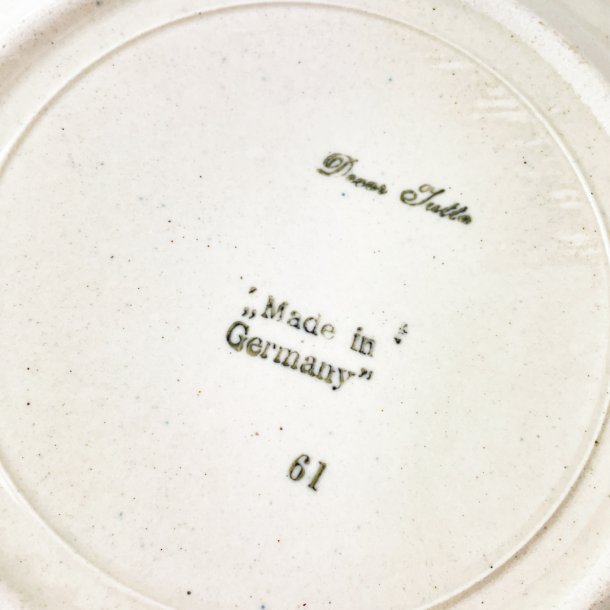 Decor Jutta
„Made in
Germany”
61